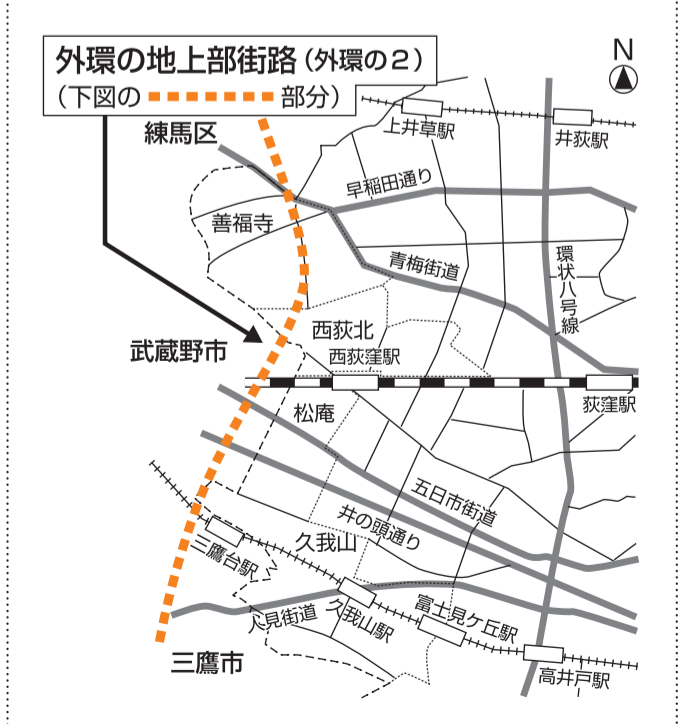 外環の地上部街路（外環の２）
（下図の 部分）
N
練馬区
上井草駅
井荻駅
早稲田通り
善福寺
青梅街道
環状八号線
西荻北
武蔵野市
西荻窪駅
荻窪駅
松庵
五日市街道
井の頭通り
久我山
三鷹台駅
人見街道
久我山駅
富士見ケ丘駅
三鷹市
高井戸駅